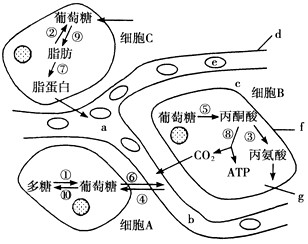 葡萄糖
② ⑨
细胞C
脂肪
⑦
脂蛋白
d
e
c
细胞B
a
葡萄糖 ⑤ 丙酮酸
⑧ ③
f
CO₂
ATP
丙氨酸
g
① ⑥
多糖 葡萄糖
⑩ ④
b
细胞A